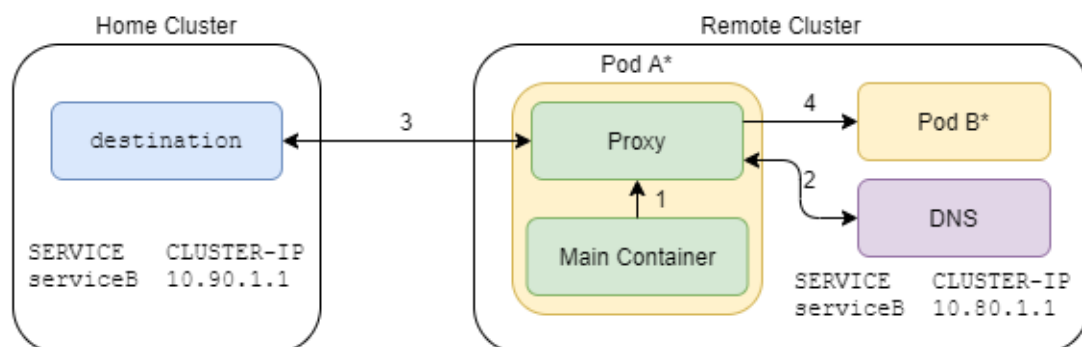 Home Cluster
Remote Cluster
Pod A*
destination
3
Proxy
4
Pod B*
2
1
DNS
Main Container
SERVICE CLUSTER-IP
serviceB 10.90.1.1
SERVICE CLUSTER-IP
serviceB 10.80.1.1